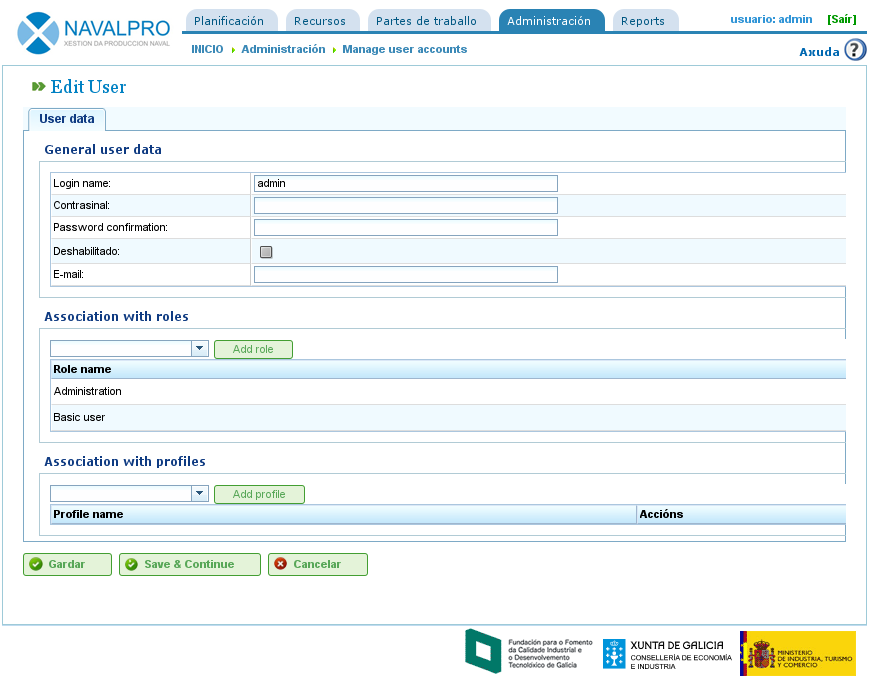 NAVALPRO
XESTIÓN DA PRODUCCIÓN NAVAL
Planificación
Recursos
Partes de traballo
Administración
Reports
usuario: admin [Saír]
INICIO Administración Manage user accounts
Axuda ?
Edit User
User data
General user data
Login name: admin
Contrasinal:
Password confirmation:
Deshabilitado:
E-mail:
Association with roles
Add role
Role name
Administration
Basic user
Association with profiles
Add profile
Profile name Accións
Gardar Save & Continue Cancelar
Fundación para o Fomento
da Calidade Industrial e
o Desenvolvemento
Tecnolóxico de Galicia
XUNTA DE GALICIA
CONSELLERÍA DE ECONOMÍA
E INDUSTRIA
MINISTERIO
DE INDUSTRIA, TURISMO
Y COMERCIO